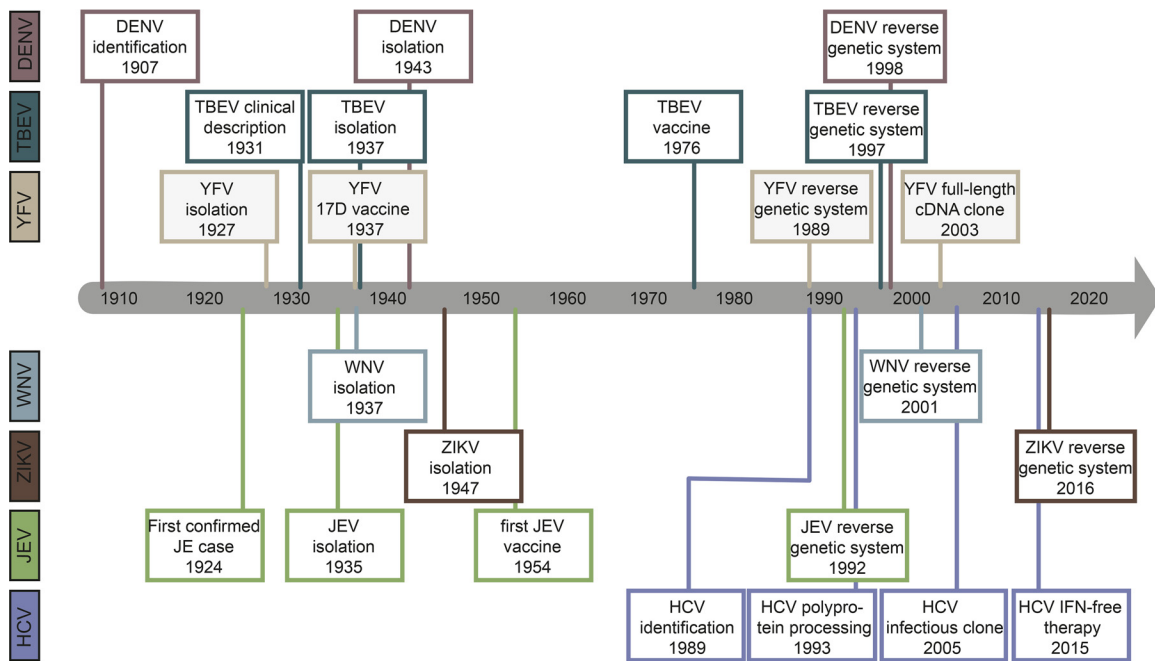 DENV
DENV
identification
1907
DENV
isolation
1943
DENV reverse
genetic system
1998
TBEV
TBEV clinical
description
1931
TBEV
isolation
1937
TBEV
vaccine
1976
TBEV reverse
genetic system
1997
YFV
YFV
isolation
1927
YFV
17D vaccine
1937
YFV reverse
genetic system
1989
YFV full-length
cDNA clone
2003
1910 1920 1930 1940 1950 1960 1970 1980 1990 2000 2010 2020
WNV
WNV
isolation
1937
WNV reverse
genetic system
2001
ZIKV
ZIKV
isolation
1947
ZIKV reverse
genetic system
2016
JEV
First confirmed
JE case
1924
JEV
isolation
1935
first JEV
vaccine
1954
JEV reverse
genetic system
1992
HCV
HCV
identification
1989
HCV polypro-
tein processing
1993
HCV
infectious clone
2005
HCV IFN-free
therapy
2015